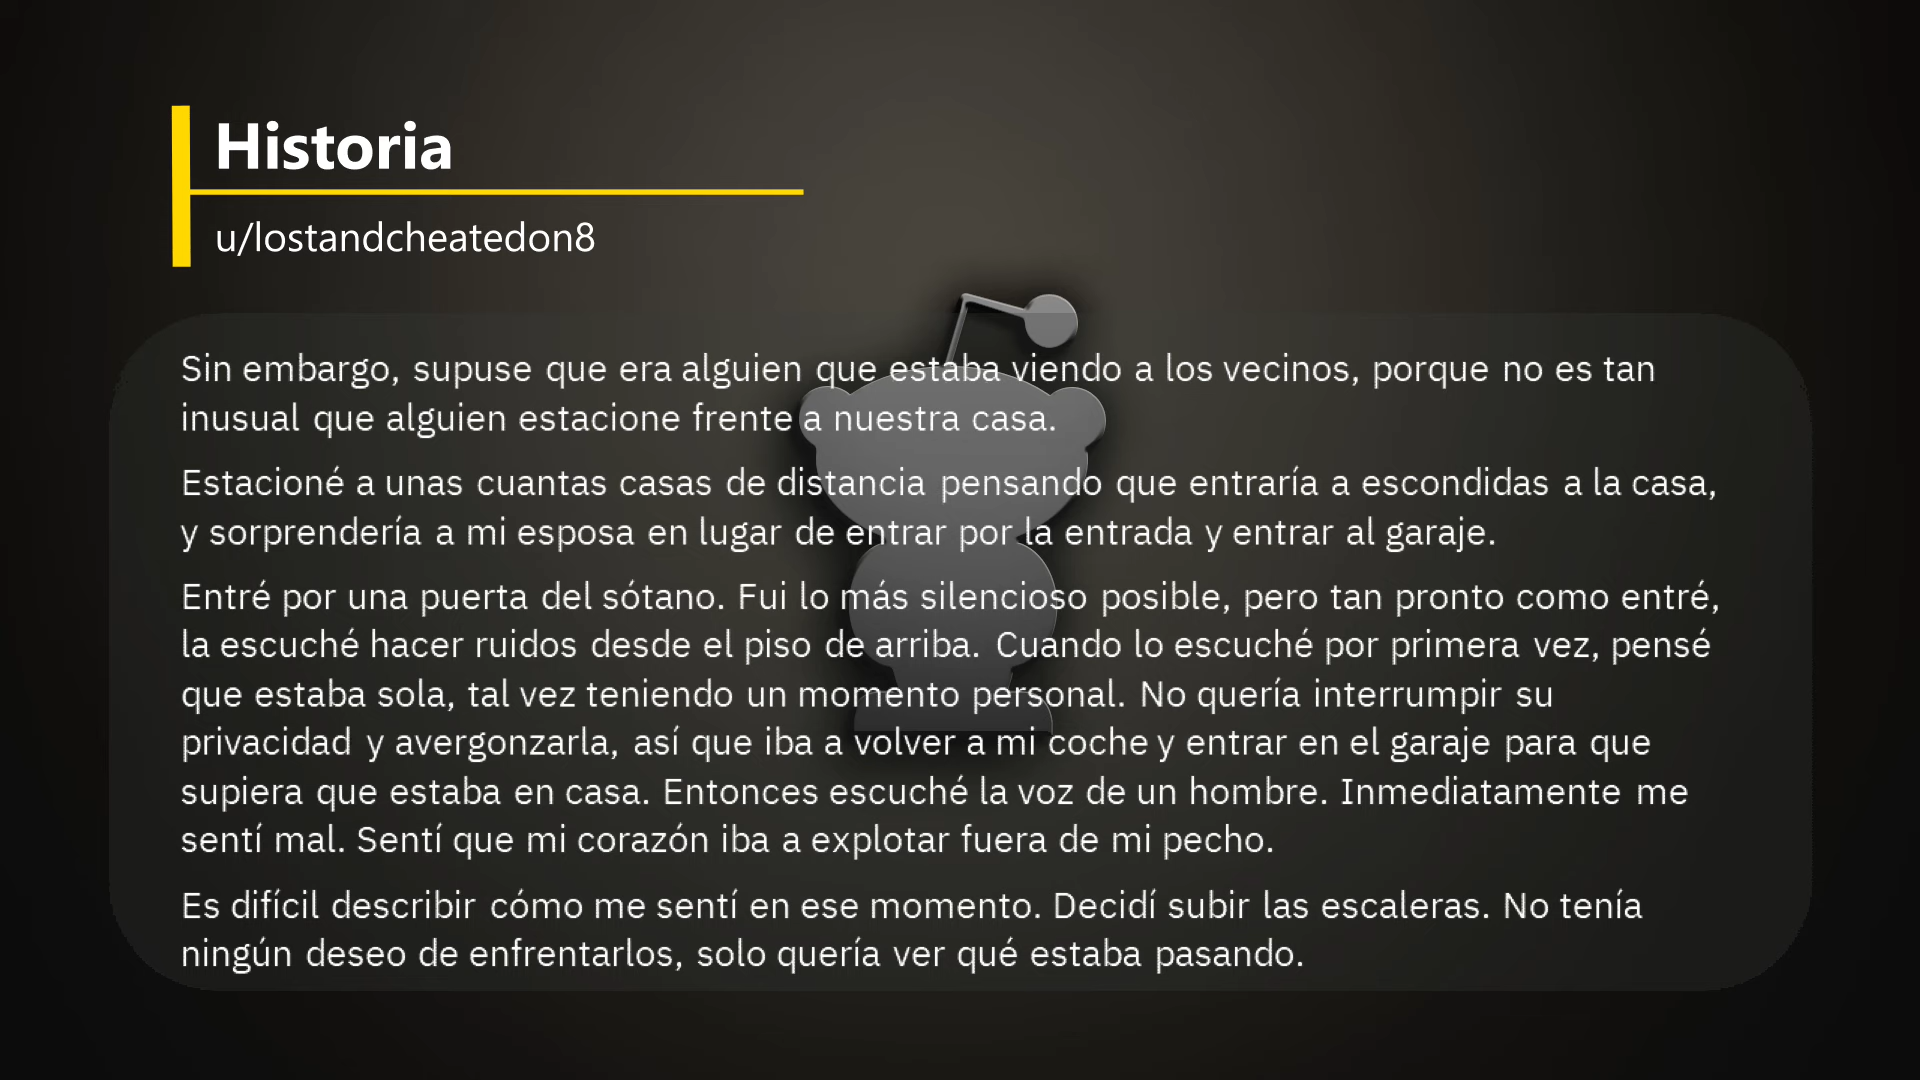 Historia
u/lostandcheatedon8
Sin embargo, supuse que era alguien que estaba viendo a los vecinos, porque no es tan
inusual que alguien estacione frente a nuestra casa.
Estacioné a unas cuantas casas de distancia pensando que entraría a escondidas a la casa,
y sorprendería a mi esposa en lugar de entrar por la entrada y entrar al garaje.
Entré por una puerta del sótano. Fui lo más silencioso posible, pero tan pronto como entré,
la escuché hacer ruidos desde el piso de arriba. Cuando lo escuché por primera vez, pensé
que estaba sola, tal vez teniendo un momento personal. No quería interrumpir su
privacidad y avergonzarla, así que iba a volver a mi coche y entrar en el garaje para que
supiera que estaba en casa. Entonces escuché la voz de un hombre. Inmediatamente me
sentí mal. Sentí que mi corazón iba a explotar fuera de mi pecho.
Es difícil describir cómo me sentí en ese momento. Decidí subir las escaleras. No tenía
ningún deseo de enfrentarlos, solo quería ver qué estaba pasando.